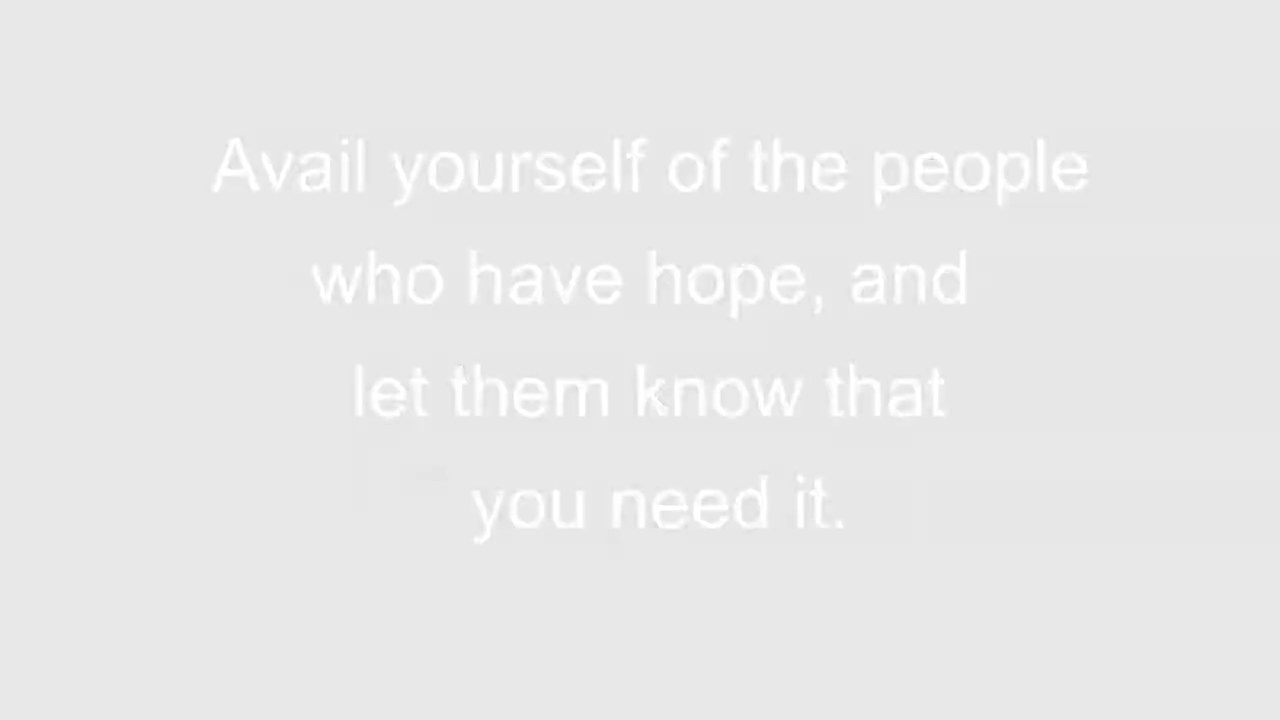 Avail yourself of the people
who have hope, and
let them know that
you need it.